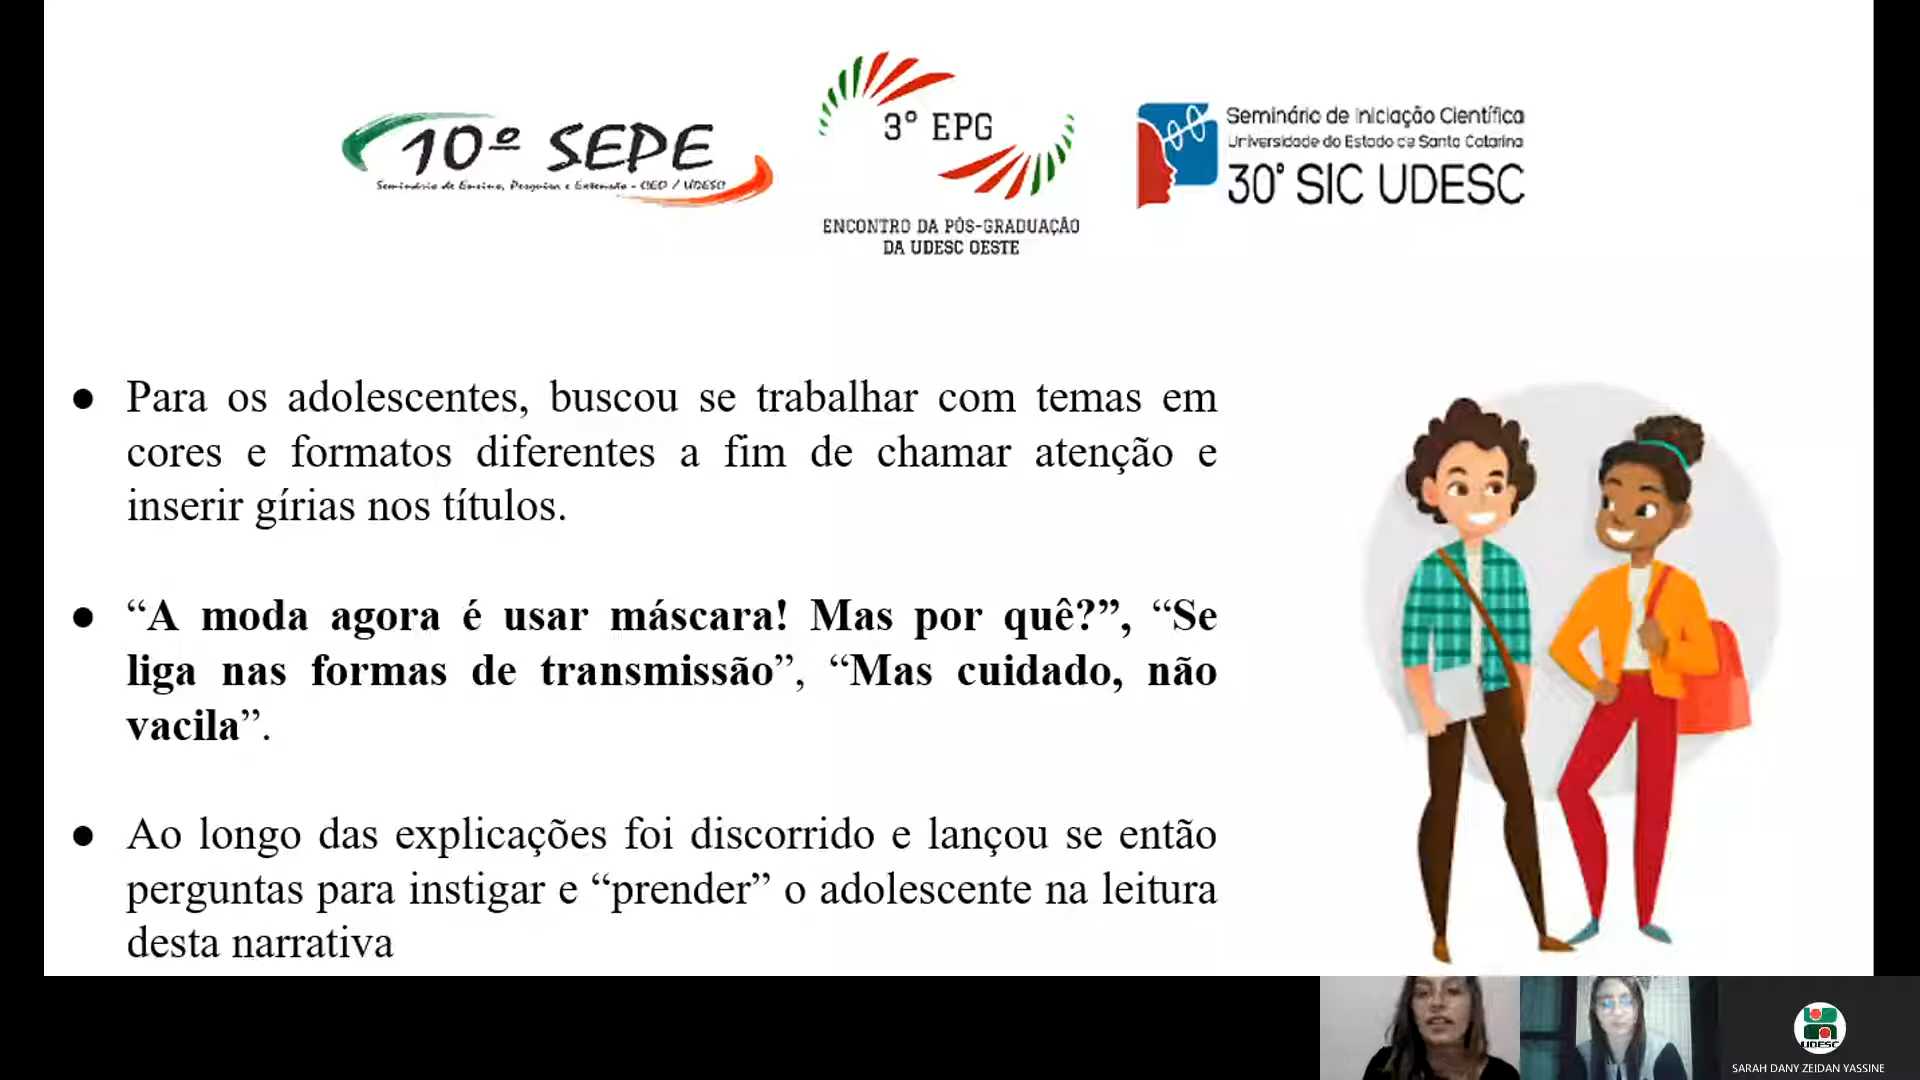 10º SEPE
Seminário de Ensino, Pesquisa e Extensão - CEO / UDESC
3º EPG
ENCONTRO DA PÓS-GRADUAÇÃO
DA UDESC OESTE
Seminário de Iniciação Científica
Universidade do Estado de Santa Catarina
30º SIC UDESC
● Para os adolescentes, buscou se trabalhar com temas em
cores e formatos diferentes a fim de chamar atenção e
inserir gírias nos títulos.
● “A moda agora é usar máscara! Mas por quê?”, “Se
liga nas formas de transmissão”, “Mas cuidado, não
vacila”.
● Ao longo das explicações foi discorrido e lançou se então
perguntas para instigar e “prender” o adolescente na leitura
desta narrativa
UDESC
SARAH DANY ZEIDAN YASSINE